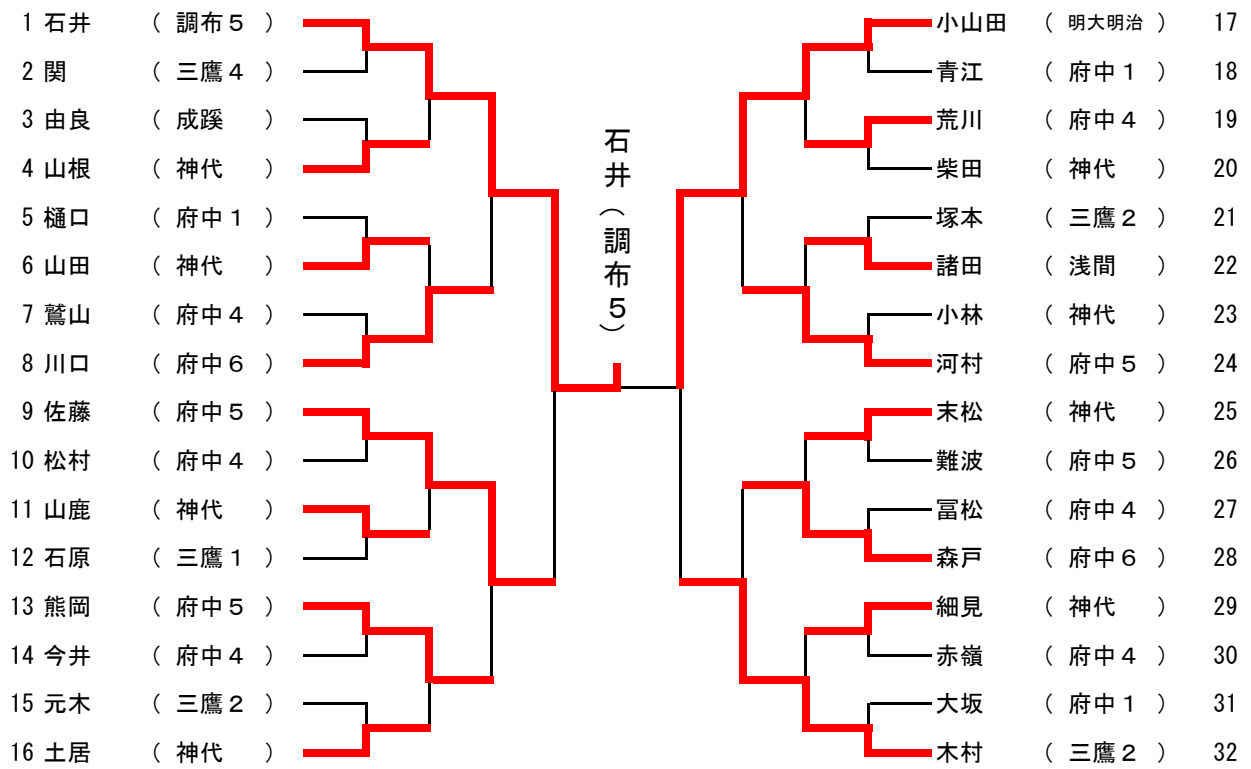 1 石井 ( 調布５ )
2 関 ( 三鷹４ )
3 由良 ( 成蹊 )
4 山根 ( 神代 )
5 樋口 ( 府中１ )
6 山田 ( 神代 )
7 鷲山 ( 府中４ )
8 川口 ( 府中６ )
9 佐藤 ( 府中５ )
10 松村 ( 府中４ )
11 山鹿 ( 神代 )
12 石原 ( 三鷹１ )
13 熊岡 ( 府中５ )
14 今井 ( 府中４ )
15 元木 ( 三鷹２ )
16 土居 ( 神代 )
石井（調布５）
小山田 ( 明大明治 ) 17
青江 ( 府中１ ) 18
荒川 ( 府中４ ) 19
柴田 ( 神代 ) 20
塚本 ( 三鷹２ ) 21
諸田 ( 浅間 ) 22
小林 ( 神代 ) 23
河村 ( 府中５ ) 24
末松 ( 神代 ) 25
難波 ( 府中５ ) 26
冨松 ( 府中４ ) 27
森戸 ( 府中６ ) 28
細見 ( 神代 ) 29
赤嶺 ( 府中４ ) 30
大坂 ( 府中１ ) 31
木村 ( 三鷹２ ) 32